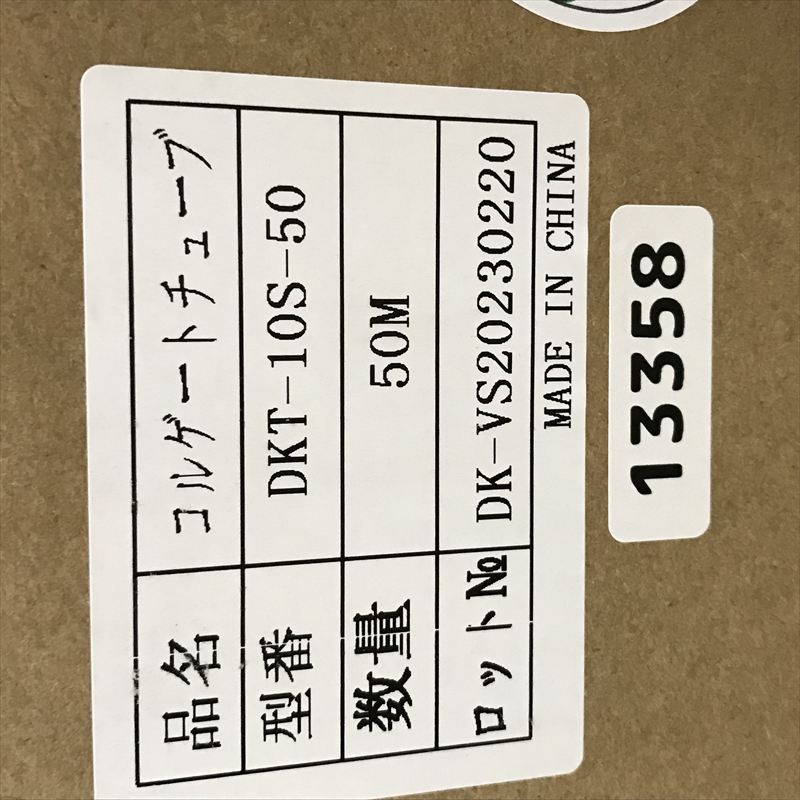 品名 コルゲートチューブ
型番 DKT-10S-50
数量 50M
ロット№ DK-VS20230220
MADE IN CHINA
13358